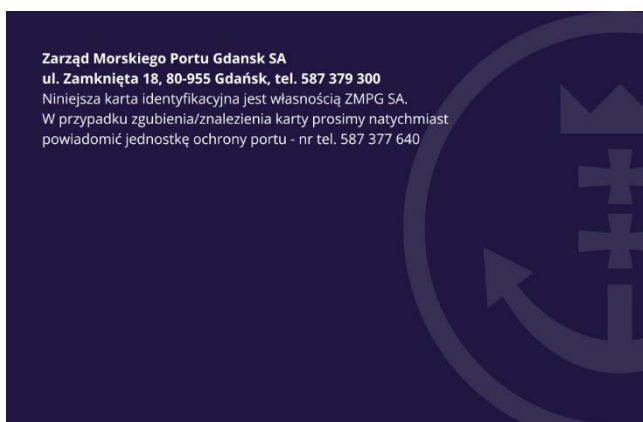 Zarząd Morskiego Portu Gdansk SA
ul. Zamknięta 18, 80-955 Gdańsk, tel. 587 379 300
Niniejsza karta identyfikacyjna jest własnością ZMPG SA.
W przypadku zgubienia/znalezienia karty prosimy natychmiast
powiadomić jednostkę ochrony portu - nr tel. 587 377 640